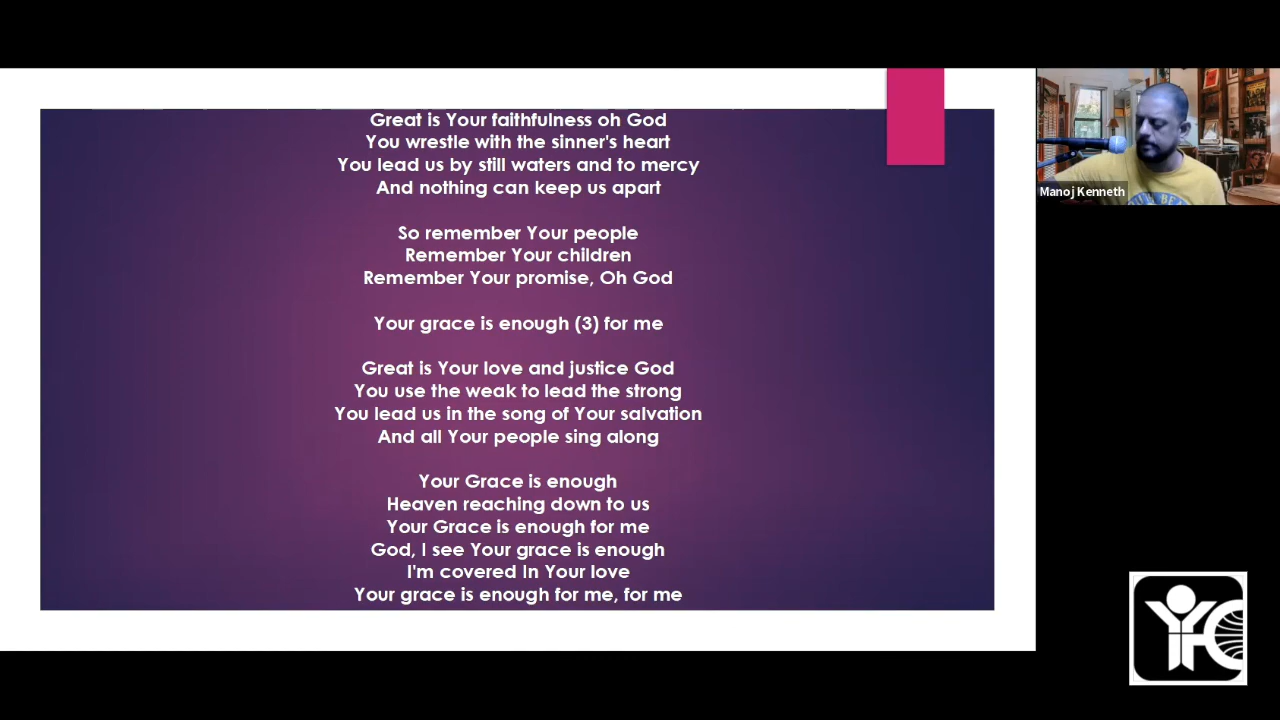 Great is Your faithfulness oh God
You wrestle with the sinner's heart
You lead us by still waters and to mercy
And nothing can keep us apart
So remember Your people
Remember Your children
Remember Your promise, Oh God
Your grace is enough (3) for me
Great is Your love and justice God
You use the weak to lead the strong
You lead us in the song of Your salvation
And all Your people sing along
Your Grace is enough
Heaven reaching down to us
Your Grace is enough for me
God, I see Your grace is enough
I'm covered In Your love
Your grace is enough for me, for me
Manoj Kenneth
YFC